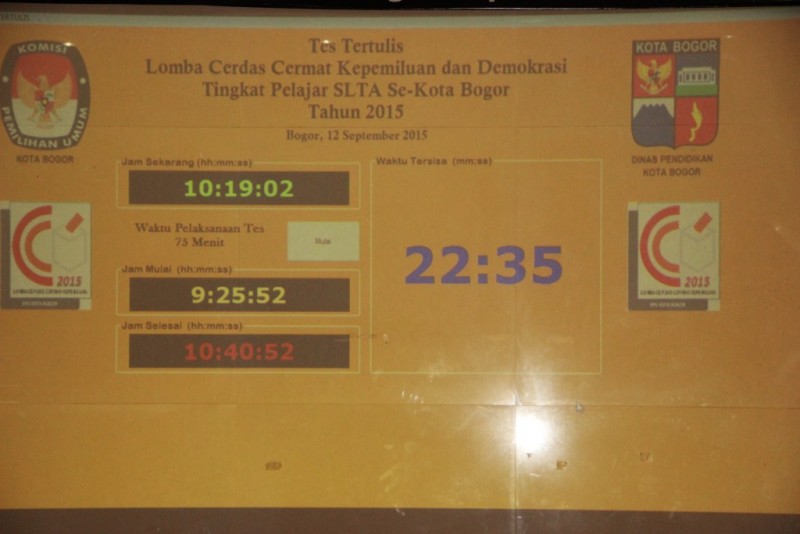 Tes Tertulis
Lomba Cerdas Cermat Kepemiluan dan Demokrasi
Tingkat Pelajar SLTA Se-Kota Bogor
Tahun 2015
Bogor, 12 September 2015
KOMISI
PEMILIHAN UMUM
KOTA BOGOR
KOTA BOGOR
DINAS PENDIDIKAN
KOTA BOGOR
Jam Sekarang (hh:mm:ss)
10:19:02
Waktu Tersisa (mm:ss)
22:35
Waktu Pelaksanaan Tes
75 Menit
Mulai
Jam Mulai (hh:mm:ss)
9:25:52
Jam Selesai (hh:mm:ss)
10:40:52
2015
2015